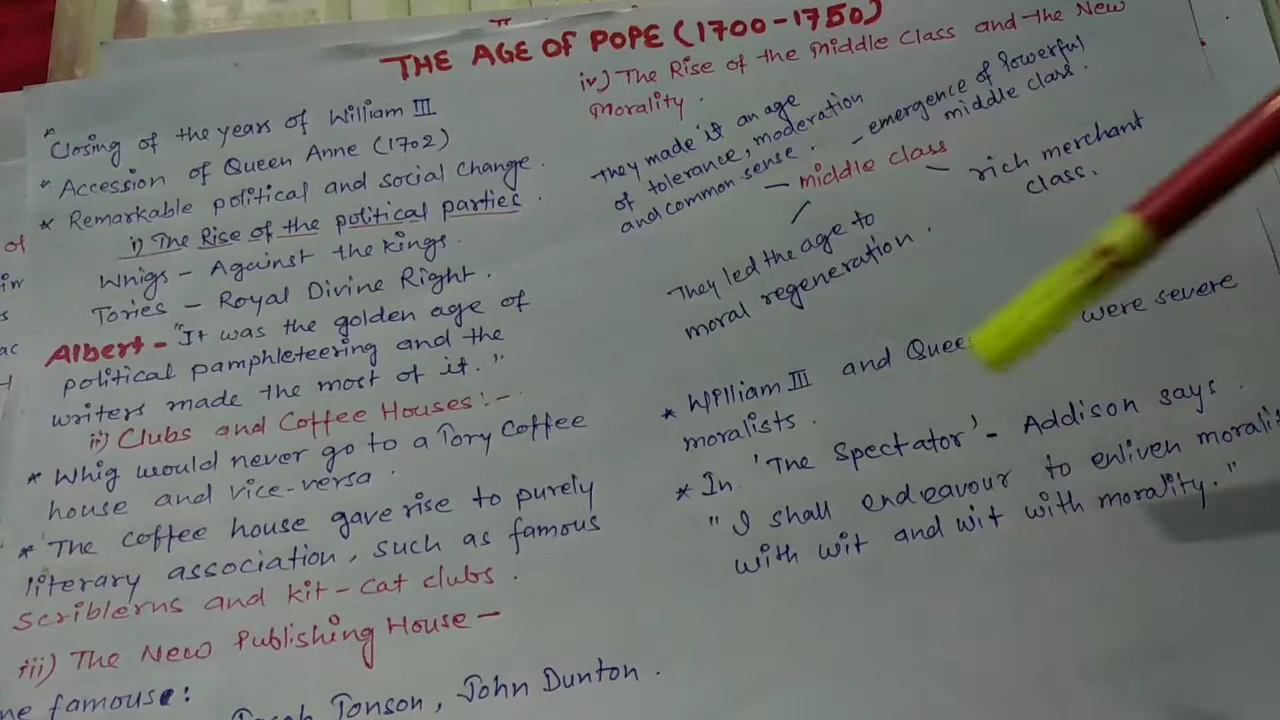 THE AGE OF POPE (1700-1750)
* Closing of the years of William III
* Accession of Queen Anne (1702)
* Remarkable political and social change.
i) The Rise of the political parties.
Whigs - Against the kings.
Tories - Royal Divine Right.
Albert - "It was the golden age of
political pamphleteering and the
writers made the most of it."
ii) Clubs and Coffee Houses:-
* Whig would never go to a Tory Coffee
house and vice-versa.
* The coffee house gave rise to purely
literary association, such as famous
Scriblerns and kit-cat clubs.
iii) The New Publishing House -
famous:
Tonson, John Dunton.
iv) The Rise of the Middle Class and the New
Morality.
They made it an age
of tolerance, moderation
and common sense.
- emergence of powerful
middle class.
- middle class
- rich merchant
class.
They led the age to
moral regeneration.
* William III and were severe
moralists.
* In 'The Spectator' - Addison says.
"I shall endeavour to enliven
with wit and wit with morality."
of
ac